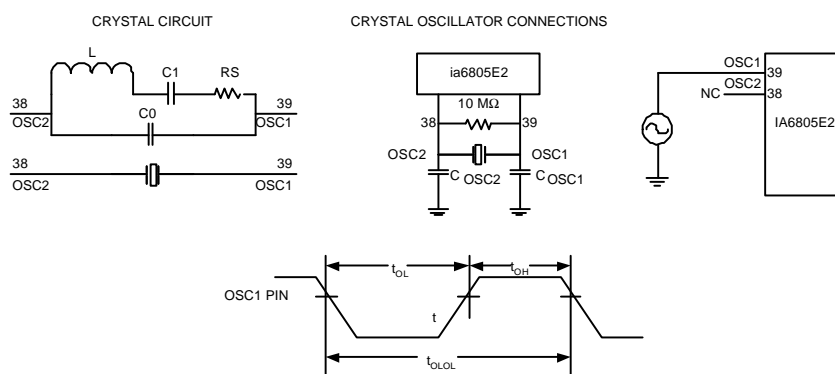 CRYSTAL CIRCUIT
L
C1
RS
38
39
OSC2
C0
OSC1
38
39
OSC2
OSC1
CRYSTAL OSCILLATOR CONNECTIONS
ia6805E2
10 MΩ
38
39
OSC2
OSC1
C OSC2
C OSC1
OSC1
39
OSC2
NC
38
IA6805E2
tOL
tOH
OSC1 PIN
t
tOLOL